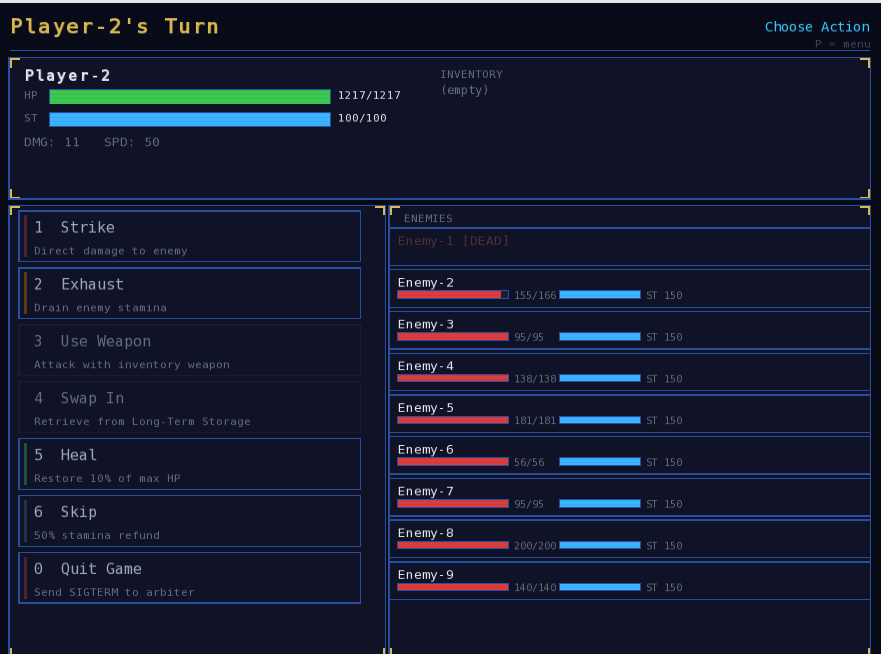 Player-2's Turn
Choose Action
P = menu
Player-2
HP 1217/1217
ST 100/100
DMG: 11 SPD: 50
INVENTORY
(empty)
1 Strike
Direct damage to enemy
2 Exhaust
Drain enemy stamina
3 Use Weapon
Attack with inventory weapon
4 Swap In
Retrieve from Long-Term Storage
5 Heal
Restore 10% of max HP
6 Skip
50% stamina refund
0 Quit Game
Send SIGTERM to arbiter
ENEMIES
Enemy-1 [DEAD]
Enemy-2
155/166 ST 150
Enemy-3
95/95 ST 150
Enemy-4
138/138 ST 150
Enemy-5
181/181 ST 150
Enemy-6
56/56 ST 150
Enemy-7
95/95 ST 150
Enemy-8
200/200 ST 150
Enemy-9
140/140 ST 150